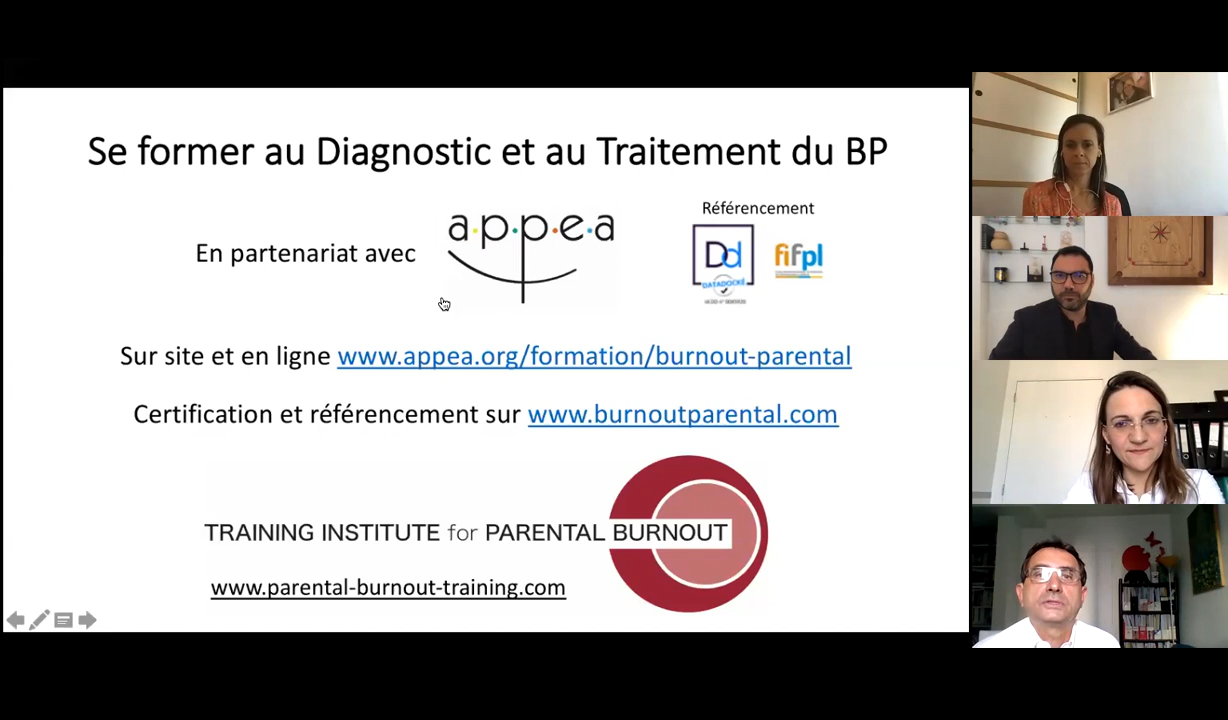 Se former au Diagnostic et au Traitement du BP
En partenariat avec
a·p·p·e·a
Référencement
Dd
DATADOCKÉ
fifpl
Sur site et en ligne www.appea.org/formation/burnout-parental
Certification et référencement sur www.burnoutparental.com
TRAINING INSTITUTE for PARENTAL BURNOUT
www.parental-burnout-training.com